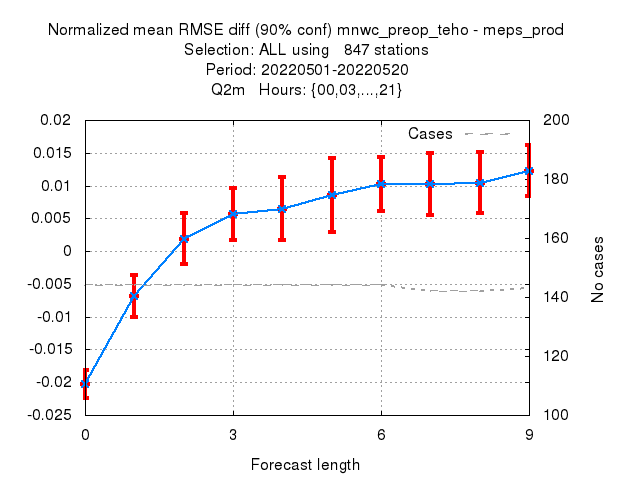 Normalized mean RMSE diff (90% conf) mnwc_preop_teho - meps_prod
Selection: ALL using   847 stations
Period: 20220501-20220520
Q2m   Hours: {00,03,...,21}
Cases
0.02
0.015
0.01
0.005
0
-0.005
-0.01
-0.015
-0.02
-0.025
200
180
160
140
120
100
No cases
0 3 6 9
Forecast length